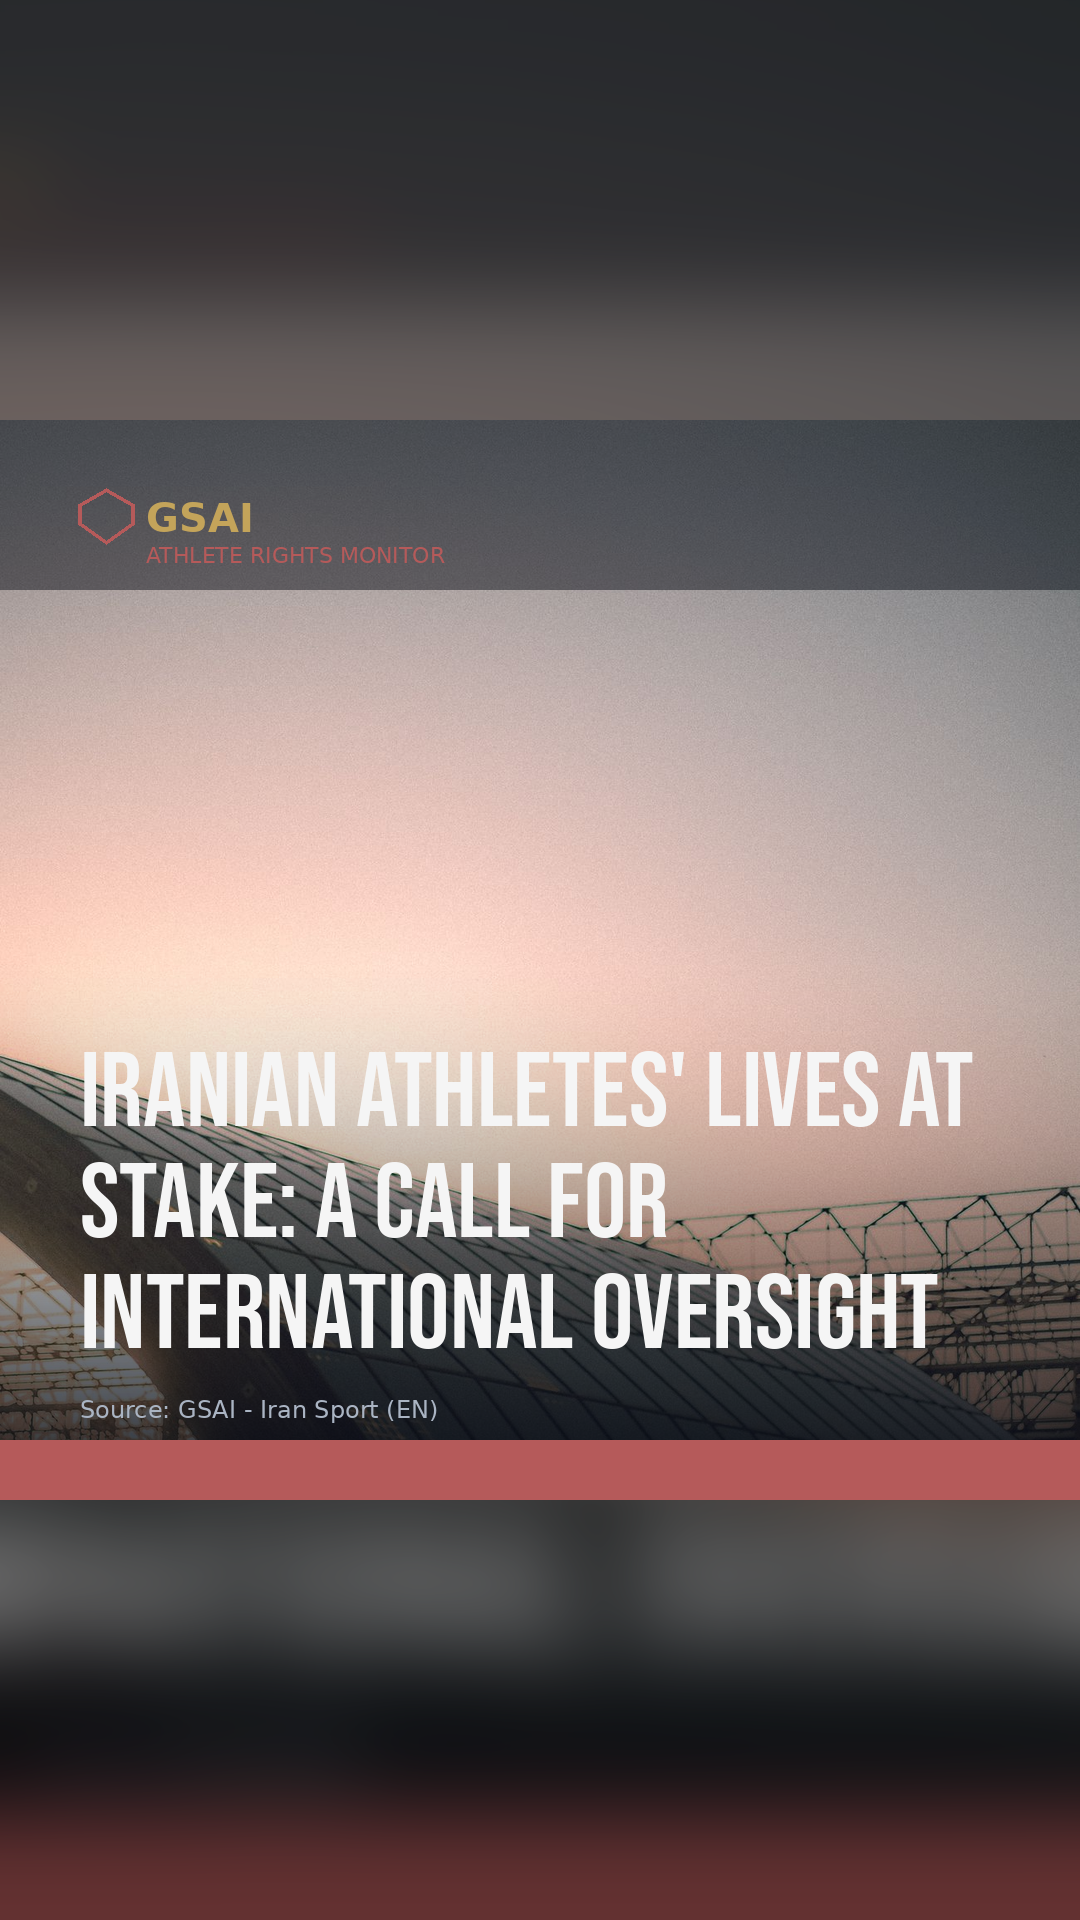 GSAI
ATHLETE RIGHTS MONITOR
IRANIAN ATHLETES' LIVES AT
STAKE: A CALL FOR
INTERNATIONAL OVERSIGHT
Source: GSAI - Iran Sport (EN)